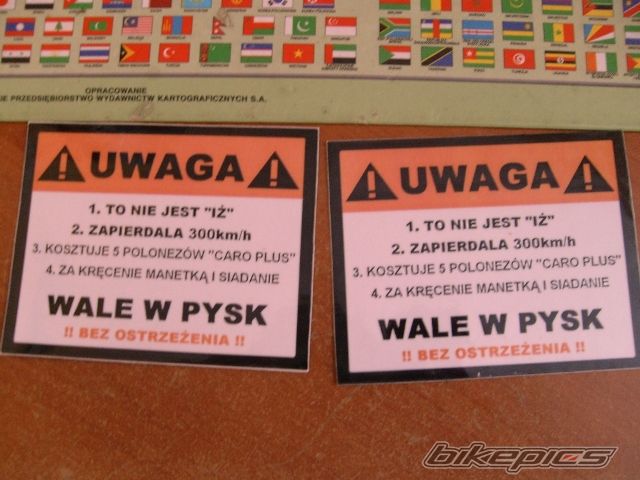 OPRACOWANIE
IE PRZEDSIĘBIORSTWO WYDAWNICTW KARTOGRAFICZNYCH S.A.
UWAGA
1. TO NIE JEST "IŻ"
2. ZAPIERDALA 300km/h
3. KOSZTUJE 5 POLONEZÓW "CARO PLUS"
4. ZA KRĘCENIE MANETKĄ I SIADANIE
WALE W PYSK
!! BEZ OSTRZEŻENIA !!
UWAGA
1. TO NIE JEST "IŻ"
2. ZAPIERDALA 300km/h
3. KOSZTUJE 5 POLONEZÓW "CARO PLUS"
4. ZA KRĘCENIE MANETKĄ I SIADANIE
WALE W PYSK
!! BEZ OSTRZEŻENIA !!
bikepics